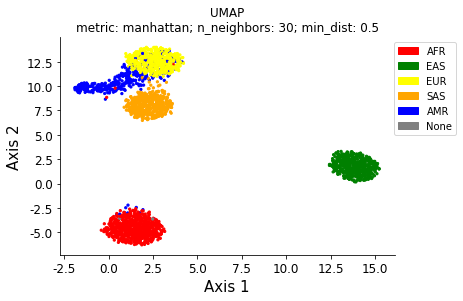 UMAP
metric: manhattan; n_neighbors: 30; min_dist: 0.5
AFR
EAS
EUR
SAS
AMR
None
12.5
10.0
7.5
5.0
2.5
0.0
-2.5
-5.0
Axis 2
-2.5 0.0 2.5 5.0 7.5 10.0 12.5 15.0
Axis 1